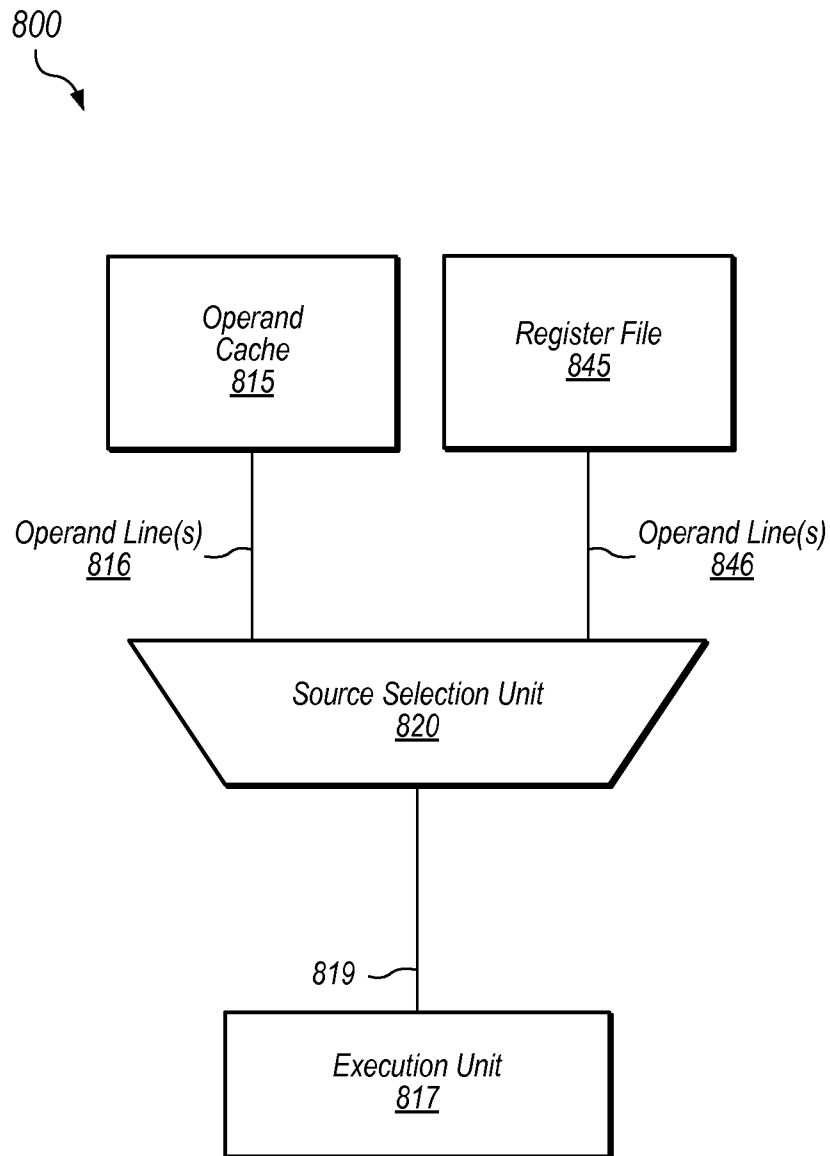 800
Operand
Cache
815
Register File
845
Operand Line(s)
816
Operand Line(s)
846
Source Selection Unit
820
819
Execution Unit
817